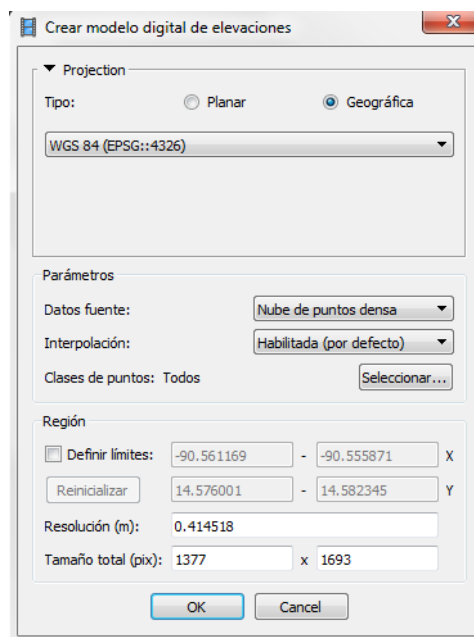 Crear modelo digital de elevaciones
Projection
Tipo: Planar Geográfica
WGS 84 (EPSG::4326)
Parámetros
Datos fuente: Nube de puntos densa
Interpolación: Habilitada (por defecto)
Clases de puntos: Todos Seleccionar...
Región
Definir límites: -90.561169 - -90.555871 X
Reinicializar 14.576001 - 14.582345 Y
Resolución (m): 0.414518
Tamaño total (pix): 1377 x 1693
OK Cancel